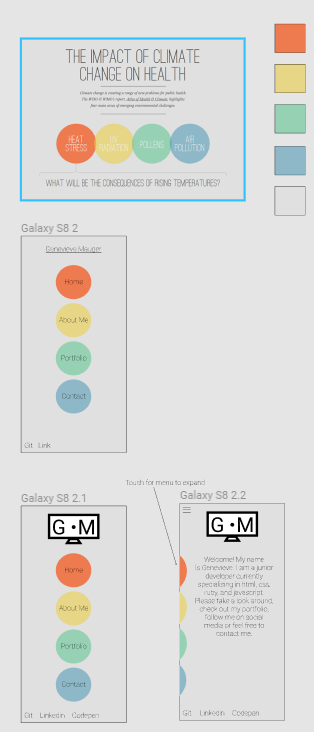 THE IMPACT OF CLIMATE
CHANGE ON HEALTH
Climate change is creating a range of new problems for public health.
The WHO & WMO's report, Atlas of Health & Climate, highlights
four main areas of emerging environmental challenges.
HEAT
STRESS
UV
RADIATION
POLLENS
AIR
POLLUTION
WHAT WILL BE THE CONSEQUENCES OF RISING TEMPERATURES?
Galaxy S8 2
Genevieve Mauger
Home
About Me
Portfolio
Contact
Git Link
Touch for menu to expand
Galaxy S8 2.1
G•M
Home
About Me
Portfolio
Contact
Git Linkedin Codepen
Galaxy S8 2.2
G•M
Welcome! My name
is Genevieve. I am a junior
developer currently
specialising in html, css,
ruby, and javascript.
Please take a look around,
check out my portfolio,
follow me on social
media or feel free to
contact me.
Git Linkedin Codepen